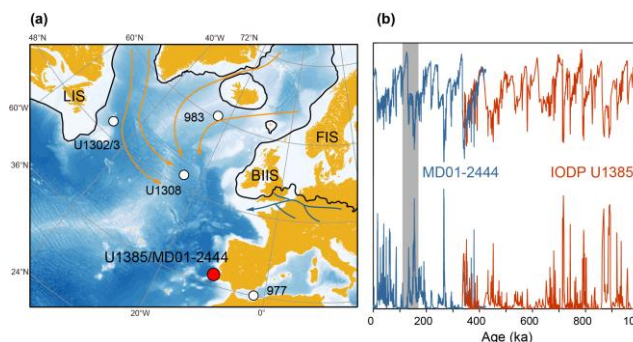 (a)
(b)
48°N
60°W
40°W
72°N
LIS
983
60°N
U1302/3
FIS
36°N
U1308
BIIS
MD01-2444
IODP U1385
U1385/MD01-2444
24°N
977
20°W
0°
0
200
400
600
800
Age (ka)